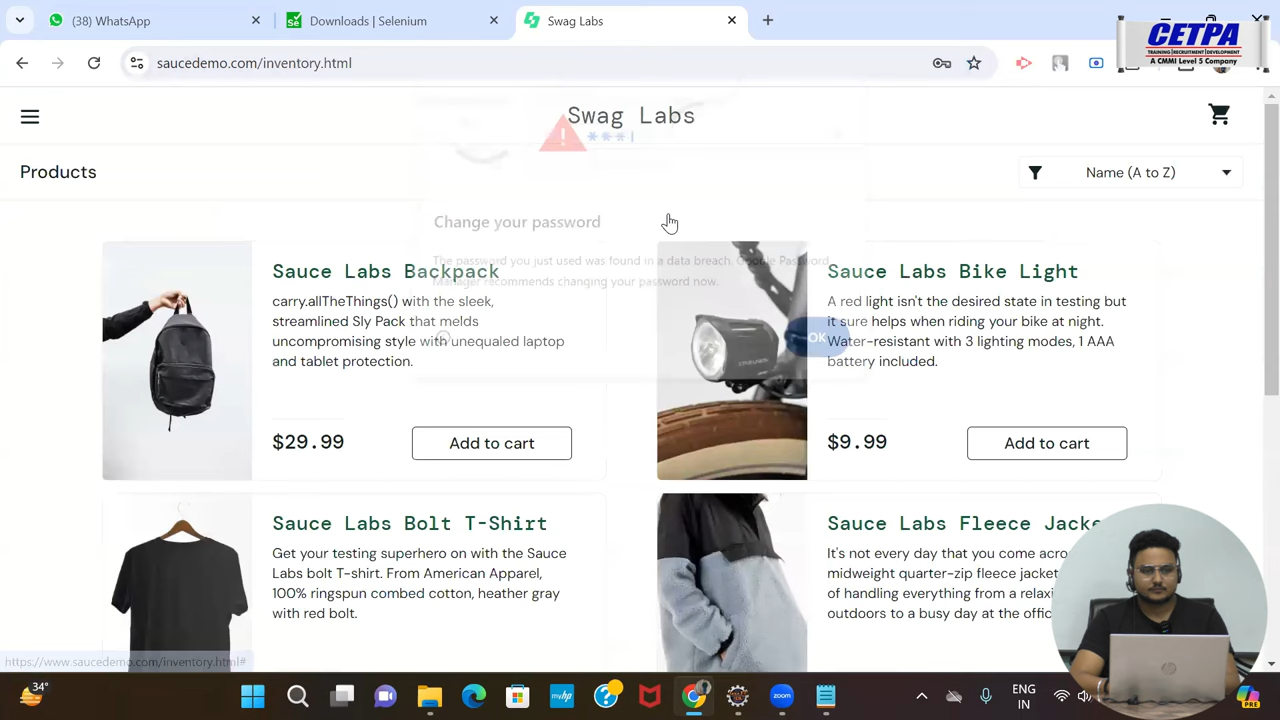 (38) WhatsApp
Downloads | Selenium
Swag Labs
saucedemo.com/inventory.html
CETPA
TRAINING|RECRUITMENT|DEVELOPMENT
A CMMI Level 5 Company
Swag Labs
***
Products
Name (A to Z)
Change your password
The password you just used was found in a data breach. Google Password
Manager recommends changing your password now.
OK
Sauce Labs Backpack
carry.allTheThings() with the sleek,
streamlined Sly Pack that melds
uncompromising style with unequaled laptop
and tablet protection.
$29.99
Add to cart
Sauce Labs Bike Light
A red light isn't the desired state in testing but
it sure helps when riding your bike at night.
Water-resistant with 3 lighting modes, 1 AAA
battery included.
$9.99
Add to cart
Sauce Labs Bolt T-Shirt
Get your testing superhero on with the Sauce
Labs bolt T-shirt. From American Apparel,
100% ringspun combed cotton, heather gray
with red bolt.
Sauce Labs Fleece Jacke
It's not every day that you come acro
midweight quarter-zip fleece jacket
of handling everything from a relaxi
outdoors to a busy day at the offic
https://www.saucedemo.com/inventory.html#
34°
myhp
zoom
ENG
IN
PRE